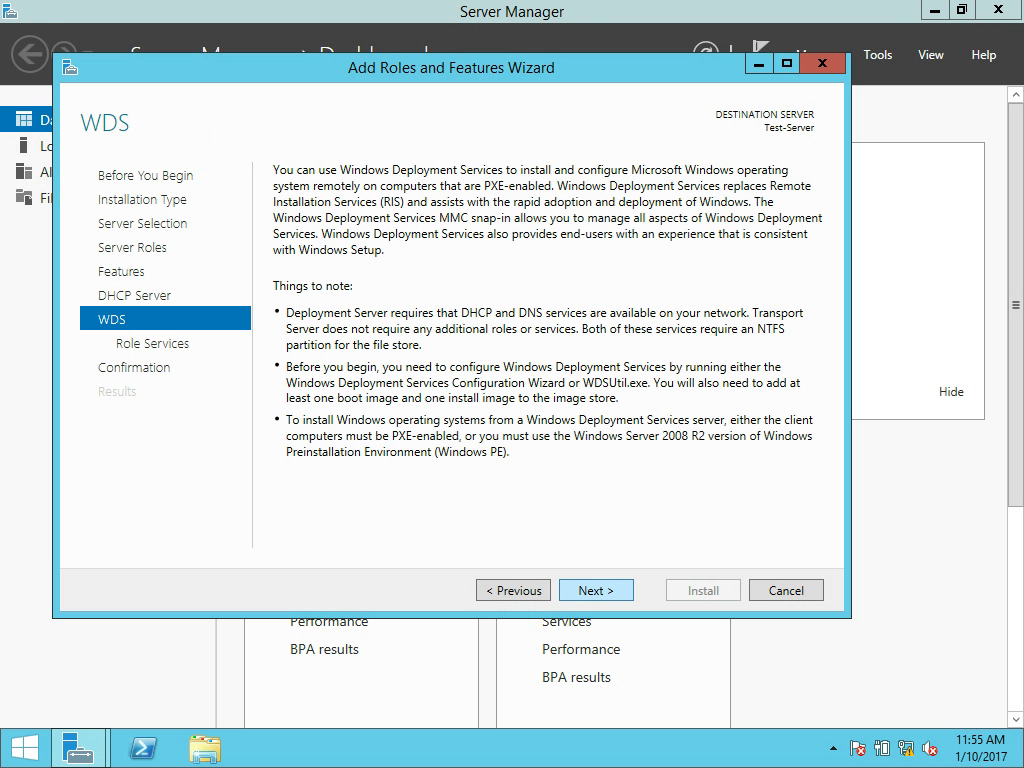 Server Manager
Tools
View
Help
Add Roles and Features Wizard
WDS
DESTINATION SERVER
Test-Server
Before You Begin
Installation Type
Server Selection
Server Roles
Features
DHCP Server
WDS
Role Services
Confirmation
Results
You can use Windows Deployment Services to install and configure Microsoft Windows operating
system remotely on computers that are PXE-enabled. Windows Deployment Services replaces Remote
Installation Services (RIS) and assists with the rapid adoption and deployment of Windows. The
Windows Deployment Services MMC snap-in allows you to manage all aspects of Windows Deployment
Services. Windows Deployment Services also provides end-users with an experience that is consistent
with Windows Setup.
Things to note:
• Deployment Server requires that DHCP and DNS services are available on your network. Transport
Server does not require any additional roles or services. Both of these services require an NTFS
partition for the file store.
• Before you begin, you need to configure Windows Deployment Services by running either the
Windows Deployment Services Configuration Wizard or WDSUtil.exe. You will also need to add at
least one boot image and one install image to the image store.
• To install Windows operating systems from a Windows Deployment Services server, either the client
computers must be PXE-enabled, or you must use the Windows Server 2008 R2 version of Windows
Preinstallation Environment (Windows PE).
Hide
< Previous
Next >
Install
Cancel
Performance
BPA results
Services
Performance
BPA results
11:55 AM
1/10/2017